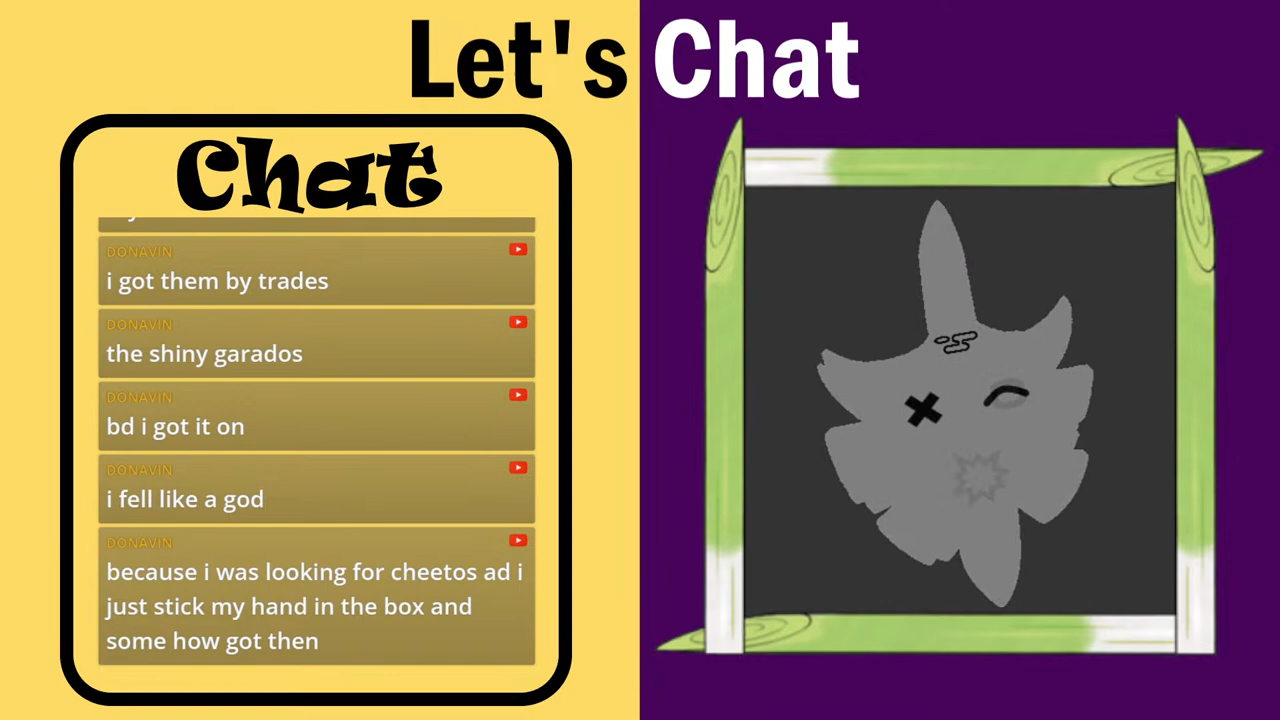 Let's Chat
Chat
DONAVIN
i got them by trades
DONAVIN
the shiny garados
DONAVIN
bd i got it on
DONAVIN
i fell like a god
DONAVIN
because i was looking for cheetos ad i
just stick my hand in the box and
some how got then